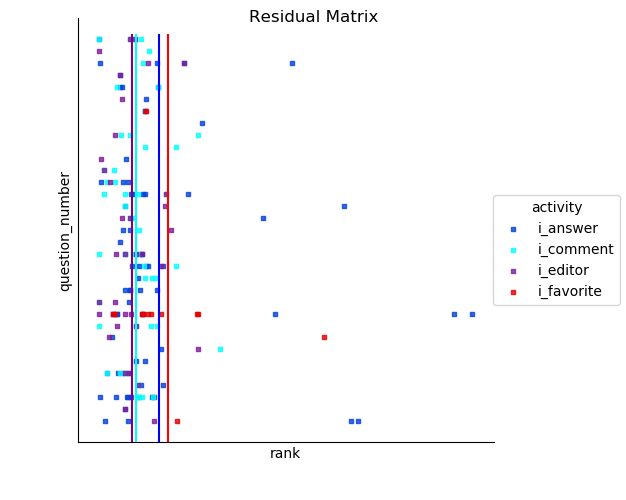 Residual Matrix
question_number
rank
activity
i_answer
i_comment
i_editor
i_favorite